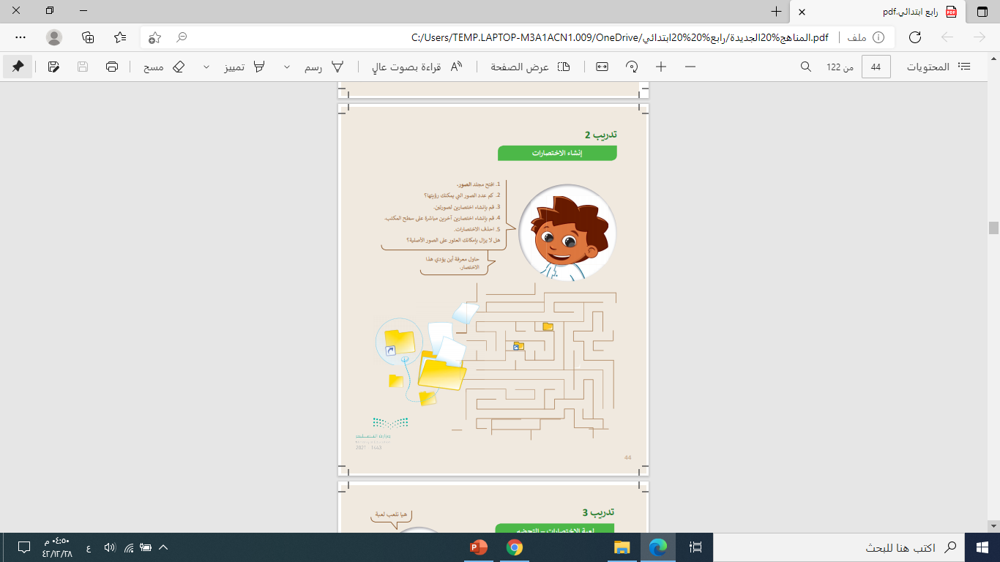 رابع ابتدائي.pdf
ملف
C:/Users/TEMP.LAPTOP-M3A1ACN1.009/OneDrive/المناهج%20الجديدة/رابع%20%20ابتدائي.pdf
المحتويات
44
من 122
عرض الصفحة
قراءة بصوت عالٍ
رسم
تمييز
مسح
تدريب 2
إنشاء الاختصارات
1. افتح مجلد الصور.
2. كم عدد الصور التي يمكنك رؤيتها؟
3. قم بإنشاء اختصارين لصورتين.
4. قم بإنشاء اختصارين آخرين مباشرة على سطح المكتب.
5. احذف الاختصارات.
هل لا يزال بإمكانك العثور على الصور الأصلية؟
حاول معرفة أين يؤدي هذا
الاختصار.
وزارة التعليم
Ministry of Education
2021 - 1443
44
تدريب 3
هيا نلعب لعبة
لعبة الاختصارات – التحضير
اكتب هنا للبحث
ع
٠٤:٥٠ م
٤٢/١٢/٢٨